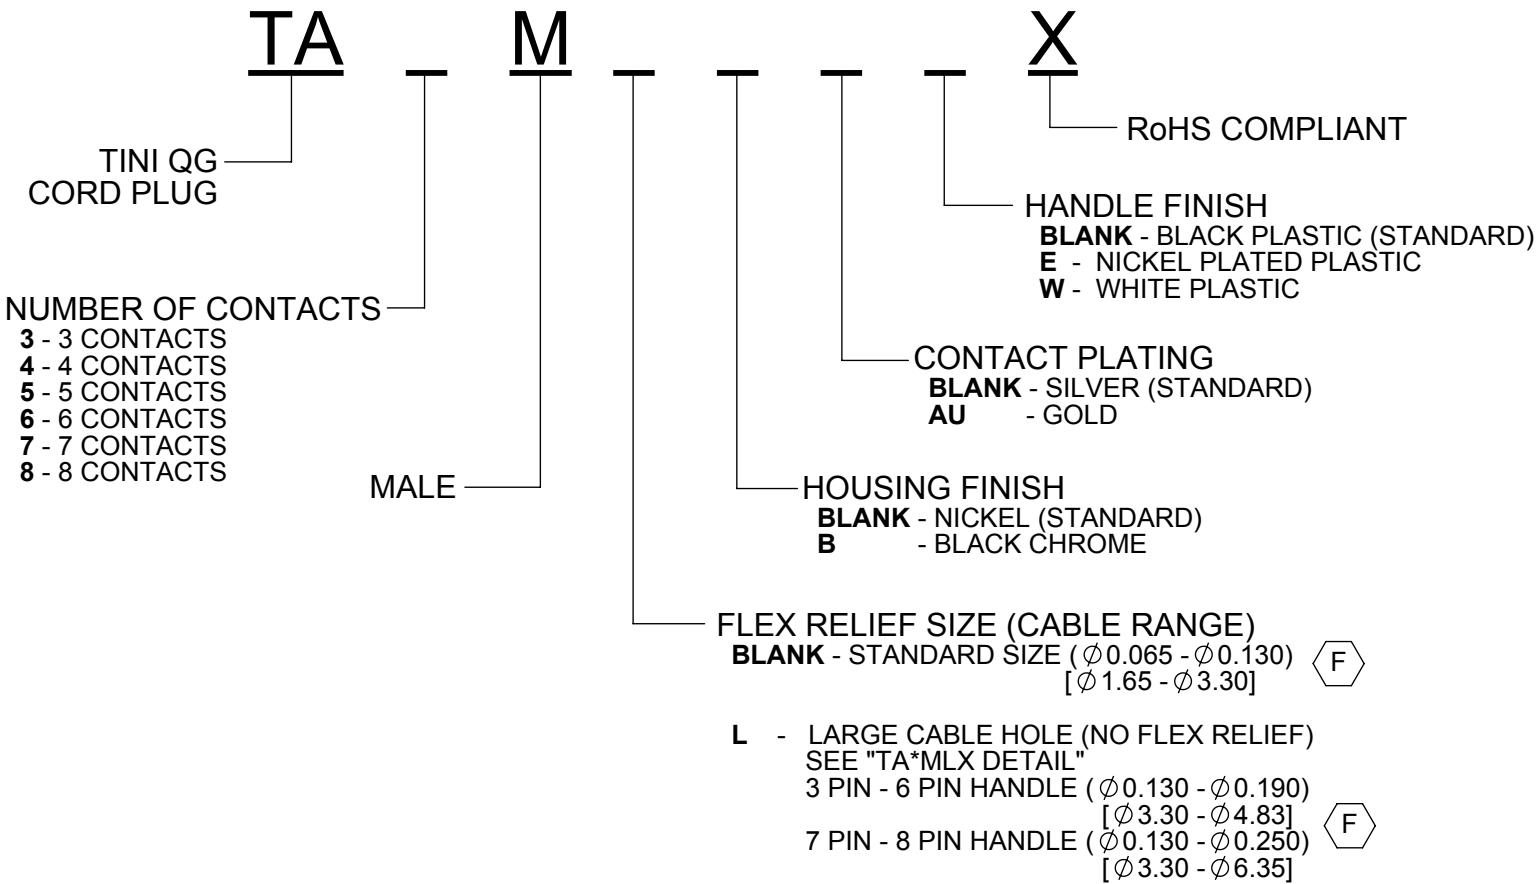 TA _ M _ _ _ _ X
RoHS COMPLIANT
TINI QG
CORD PLUG
HANDLE FINISH
BLANK - BLACK PLASTIC (STANDARD)
E - NICKEL PLATED PLASTIC
W - WHITE PLASTIC
NUMBER OF CONTACTS
3 - 3 CONTACTS
4 - 4 CONTACTS
5 - 5 CONTACTS
6 - 6 CONTACTS
7 - 7 CONTACTS
8 - 8 CONTACTS
CONTACT PLATING
BLANK - SILVER (STANDARD)
AU - GOLD
MALE
HOUSING FINISH
BLANK - NICKEL (STANDARD)
B - BLACK CHROME
FLEX RELIEF SIZE (CABLE RANGE)
BLANK - STANDARD SIZE (∅0.065 - ∅0.130) F
[∅1.65 - ∅3.30]
L - LARGE CABLE HOLE (NO FLEX RELIEF)
SEE "TA*MLX DETAIL"
3 PIN - 6 PIN HANDLE (∅0.130 - ∅0.190)
[∅3.30 - ∅4.83] F
7 PIN - 8 PIN HANDLE (∅0.130 - ∅0.250)
[∅3.30 - ∅6.35]